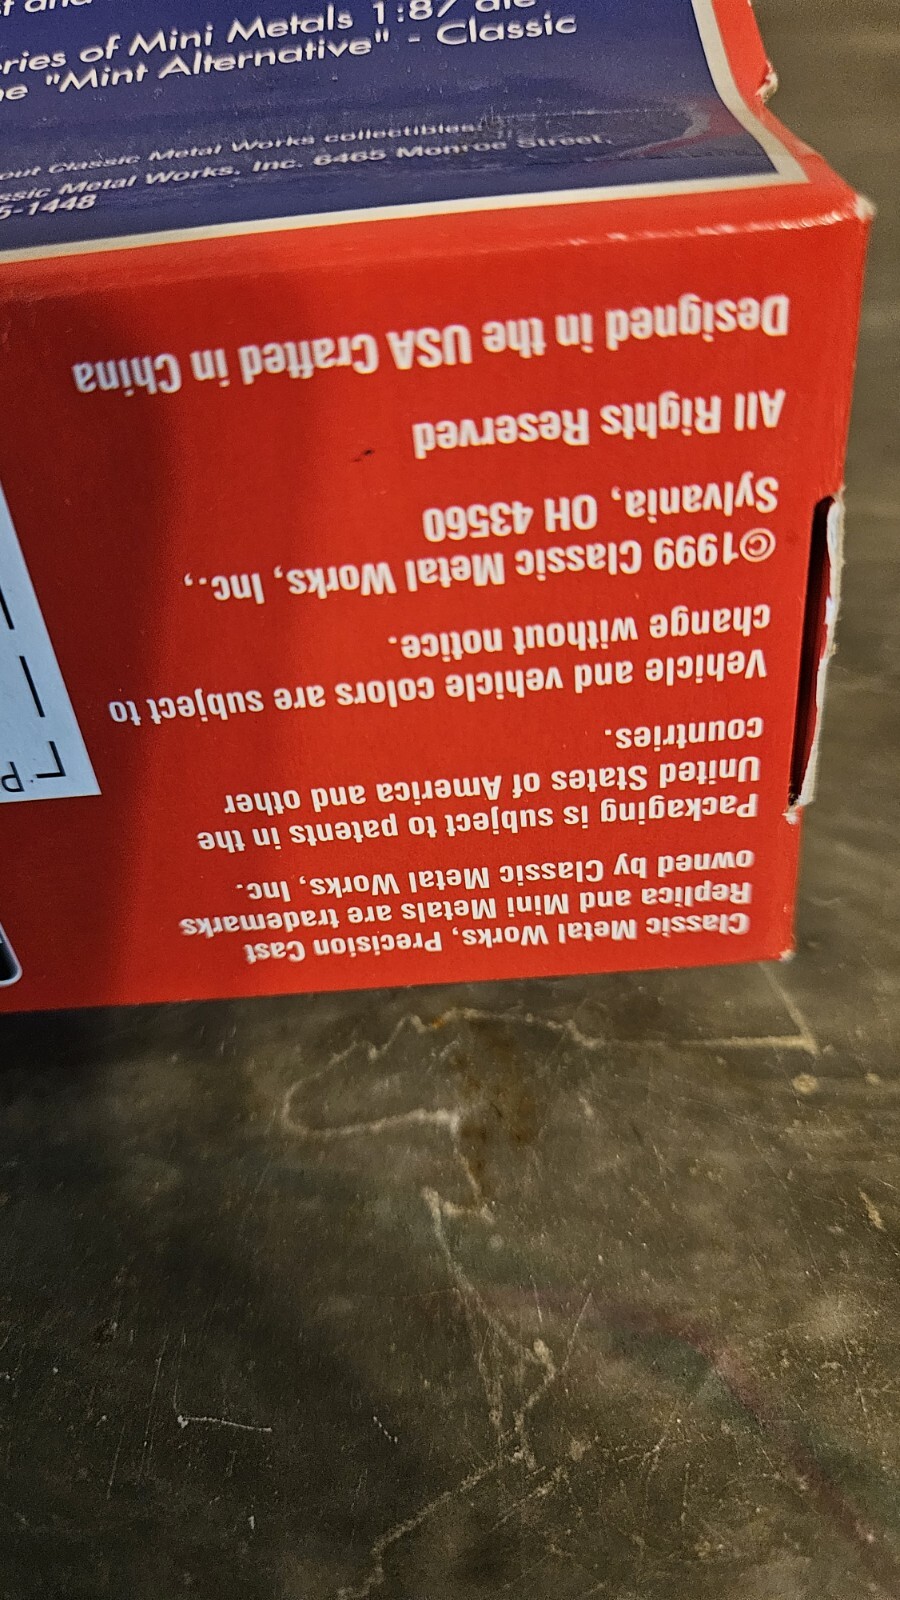 ries of Mini Metals 1:87 die
"Mint Alternative" - Classic
out Classic Metal Works collectibles
ssic Metal Works, Inc. 6465 Monroe Street,
5-1448
Classic Metal Works, Precision Cast
Replica and Mini Metals are trademarks
owned by Classic Metal Works, Inc.
Packaging is subject to patents in the
United States of America and other
countries.
Vehicle and vehicle colors are subject to
change without notice.
©1999 Classic Metal Works, Inc.,
Sylvania, OH 43560
All Rights Reserved
Designed in the USA Crafted in China